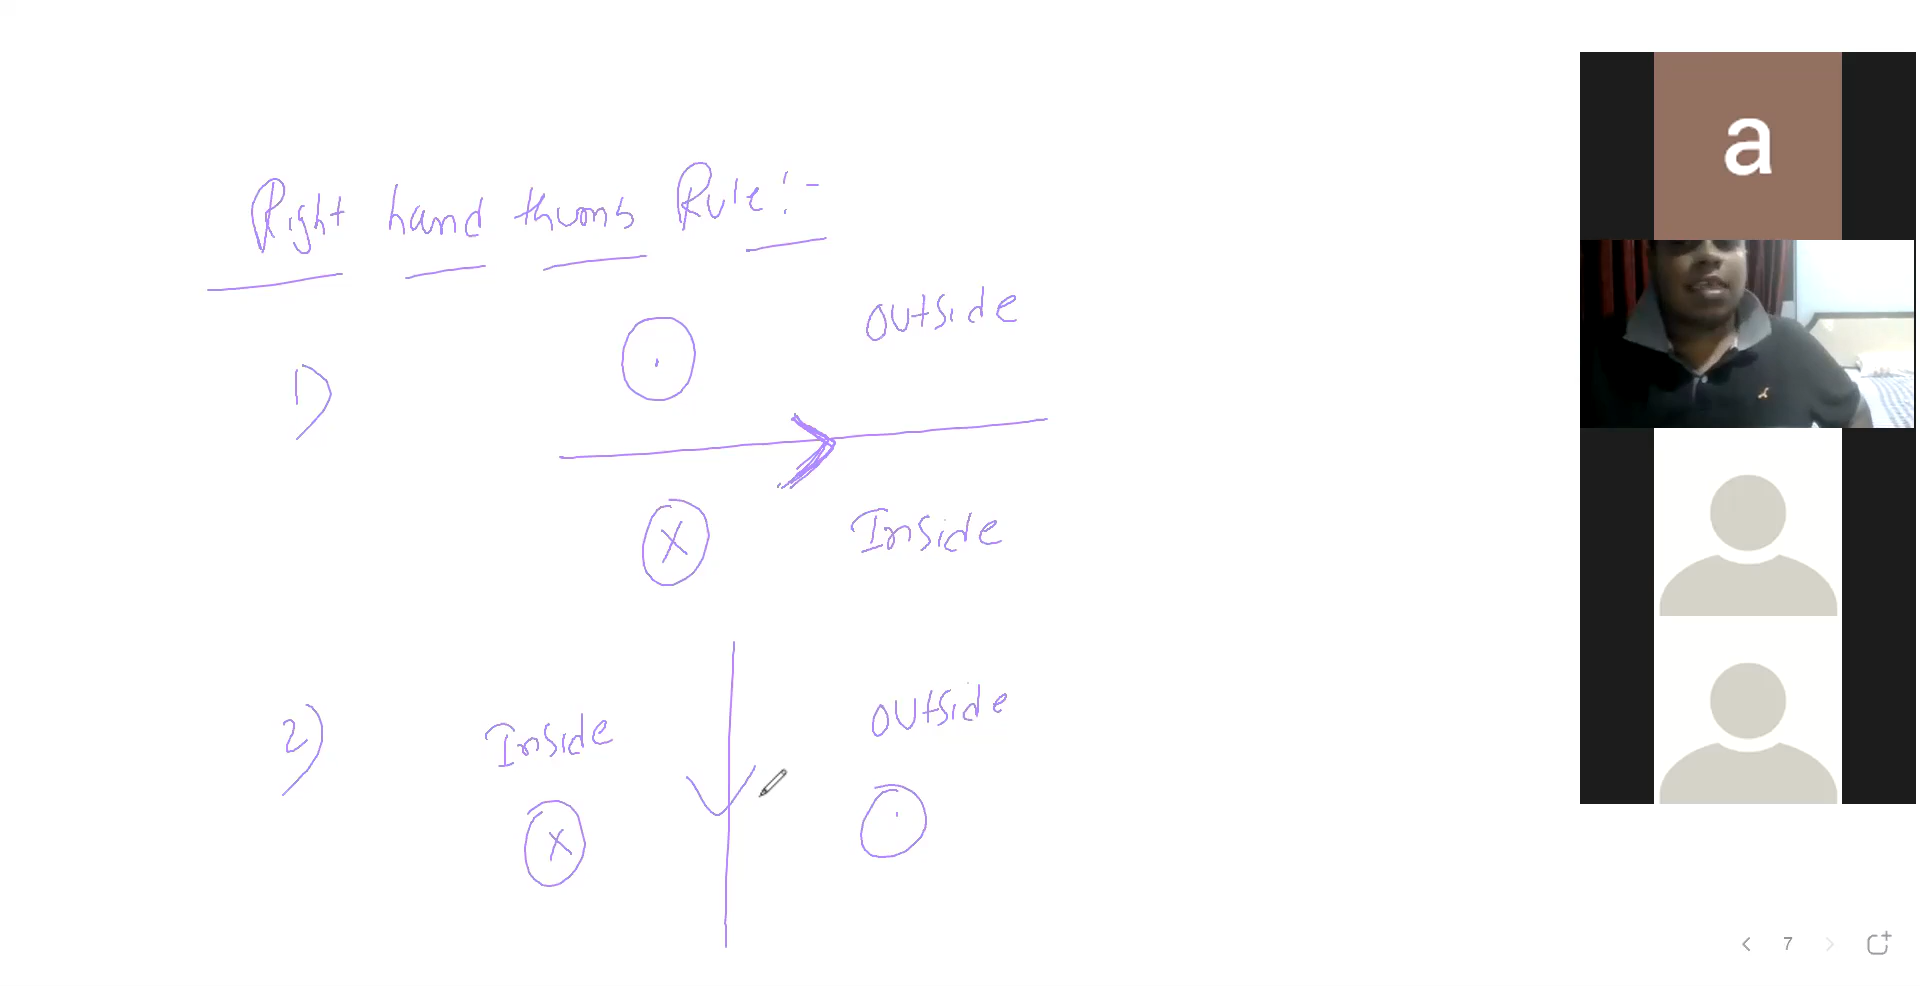 Right hand thumb Rule :-
1)
outside
Inside
2)
Inside
outside
a
7